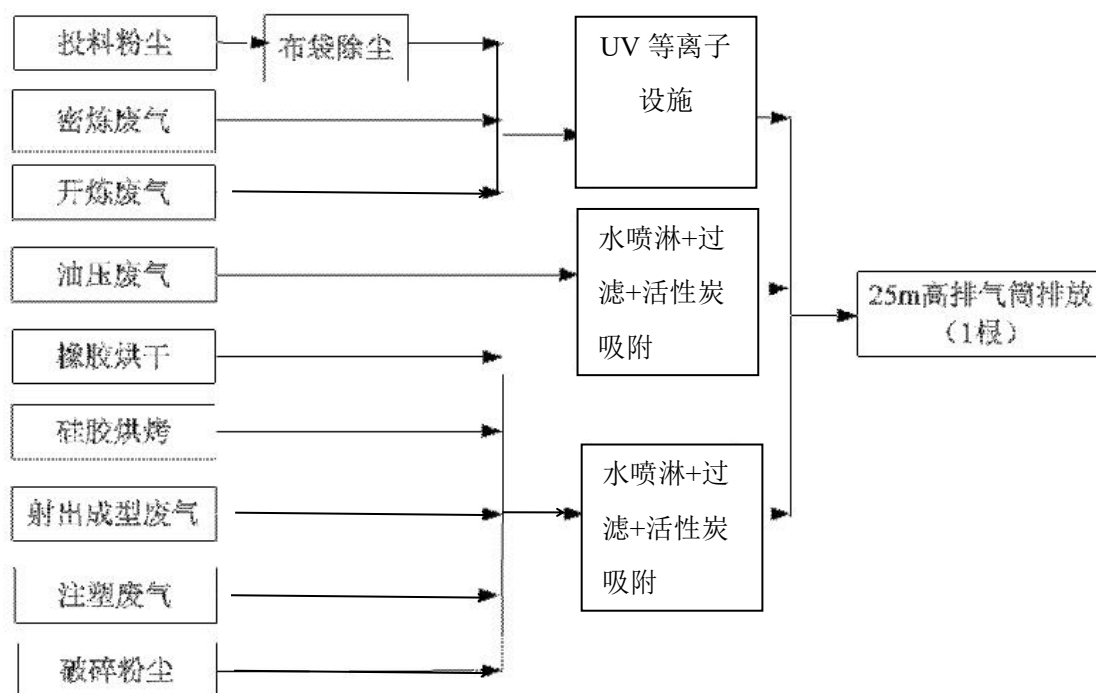 投料粉尘
布袋除尘
UV 等离子
设施
密炼废气
开炼废气
油压废气
水喷淋+过
滤+活性炭
吸附
25m高排气筒排放
（1根）
橡胶烘干
硅胶烘烤
射出成型废气
水喷淋+过
滤+活性炭
吸附
注塑废气
破碎粉尘